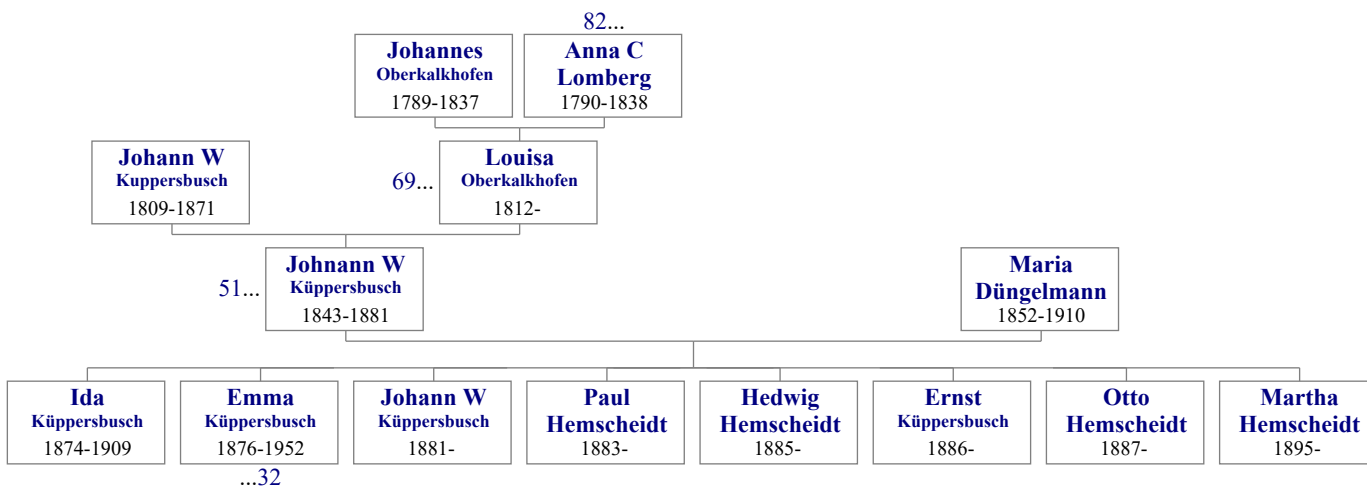 82...
Johannes
Oberkalkhofen
1789-1837
Anna C
Lomberg
1790-1838
Johann W
Kuppersbusch
1809-1871
69...
Louisa
Oberkalkhofen
1812-
51...
Johnann W
Küppersbusch
1843-1881
Maria
Düngelmann
1852-1910
Ida
Küppersbusch
1874-1909
Emma
Küppersbusch
1876-1952
...32
Johann W
Küppersbusch
1881-
Paul
Hemscheidt
1883-
Hedwig
Hemscheidt
1885-
Ernst
Küppersbusch
1886-
Otto
Hemscheidt
1887-
Martha
Hemscheidt
1895-